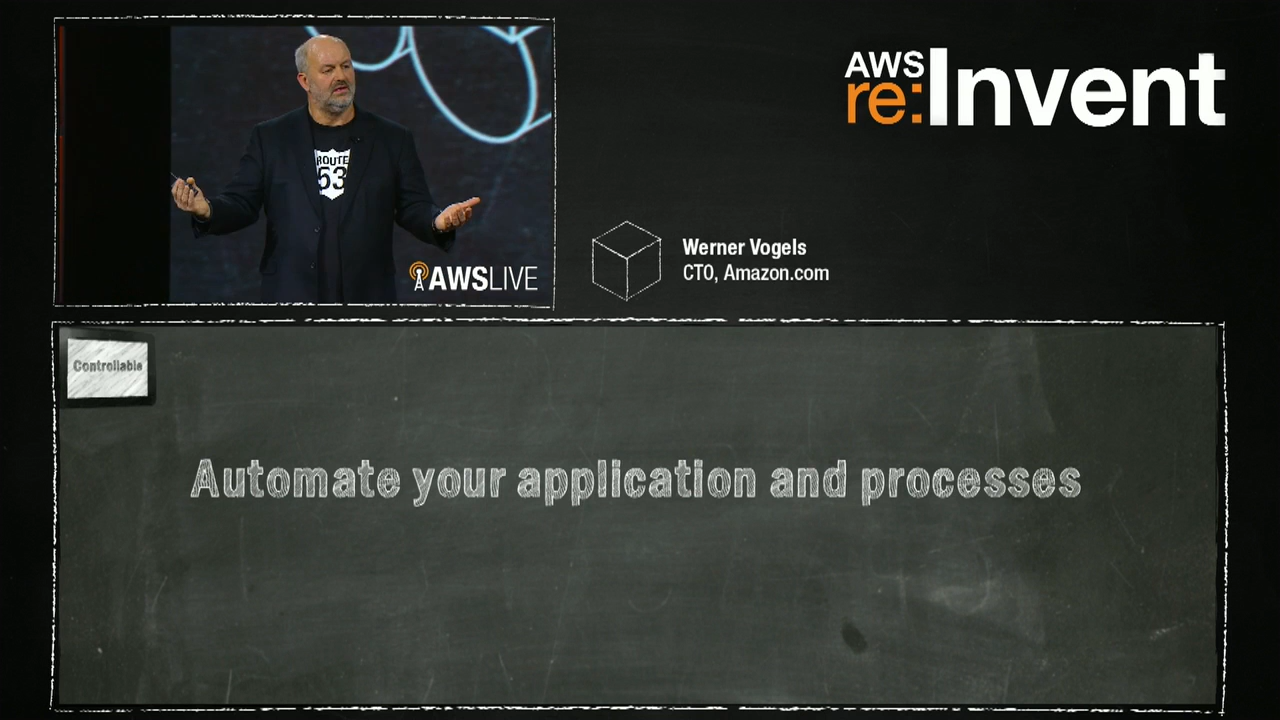 ROUTE
53
AWSLIVE
AWS
re:Invent
Werner Vogels
CTO, Amazon.com
Controllable
Automate your application and processes